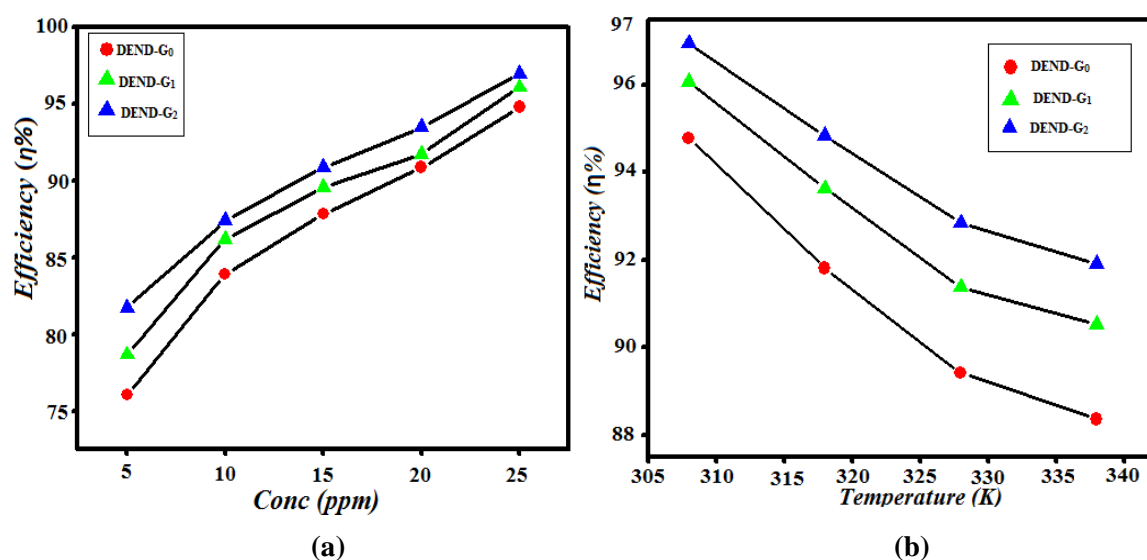 100
95
90
85
80
75
Efficiency (η%)
DEND-G₀
DEND-G₁
DEND-G₂
5 10 15 20 25
Conc (ppm)
(a)
97
96
94
92
90
88
Efficiency (η%)
DEND-G₀
DEND-G₁
DEND-G₂
305 310 315 320 325 330 335 340
Temperature (K)
(b)